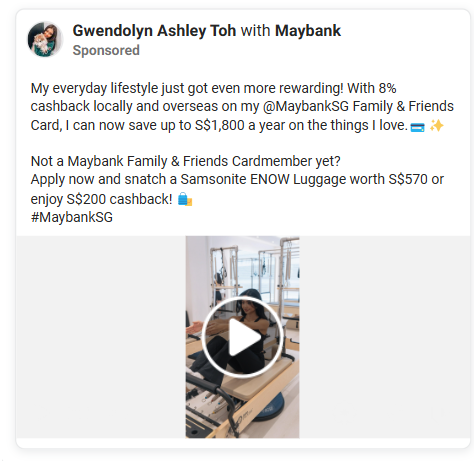 Gwendolyn Ashley Toh with Maybank
Sponsored
My everyday lifestyle just got even more rewarding! With 8%
cashback locally and overseas on my @MaybankSG Family & Friends
Card, I can now save up to S$1,800 a year on the things I love. 💳 ✨
Not a Maybank Family & Friends Cardmember yet?
Apply now and snatch a Samsonite ENOW Luggage worth S$570 or
enjoy S$200 cashback! 🛍️
#MaybankSG